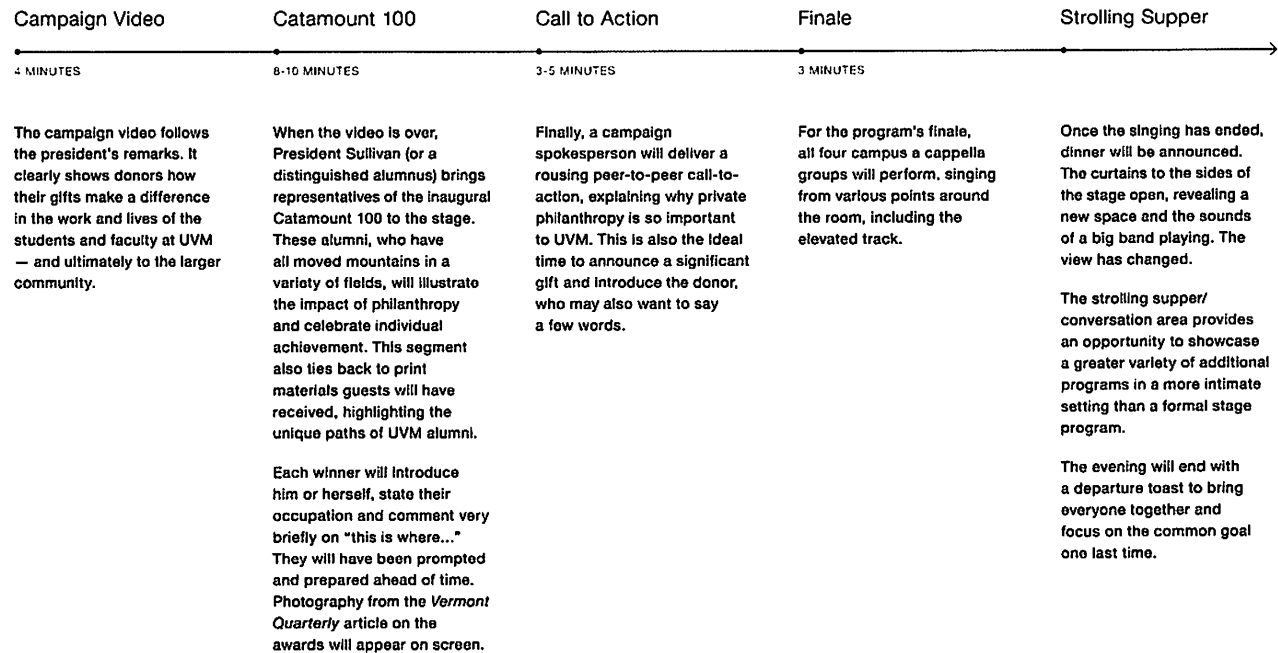 Campaign Video
4 MINUTES
The campaign video follows
the president's remarks. It
clearly shows donors how
their gifts make a difference
in the work and lives of the
students and faculty at UVM
— and ultimately to the larger
community.
Catamount 100
8-10 MINUTES
When the video is over,
President Sullivan (or a
distinguished alumnus) brings
representatives of the inaugural
Catamount 100 to the stage.
These alumni, who have
all moved mountains in a
variety of fields, will illustrate
the impact of philanthropy
and celebrate individual
achievement. This segment
also ties back to print
materials guests will have
received, highlighting the
unique paths of UVM alumni.
Each winner will introduce
him or herself, state their
occupation and comment very
briefly on "this is where..."
They will have been prompted
and prepared ahead of time.
Photography from the Vermont
Quarterly article on the
awards will appear on screen.
Call to Action
3-5 MINUTES
Finally, a campaign
spokesperson will deliver a
rousing peer-to-peer call-to-
action, explaining why private
philanthropy is so important
to UVM. This is also the ideal
time to announce a significant
gift and introduce the donor,
who may also want to say
a few words.
Finale
3 MINUTES
For the program's finale,
all four campus a cappella
groups will perform, singing
from various points around
the room, including the
elevated track.
Strolling Supper
Once the singing has ended,
dinner will be announced.
The curtains to the sides of
the stage open, revealing a
new space and the sounds
of a big band playing. The
view has changed.
The strolling supper/
conversation area provides
an opportunity to showcase
a greater variety of additional
programs in a more intimate
setting than a formal stage
program.
The evening will end with
a departure toast to bring
everyone together and
focus on the common goal
one last time.